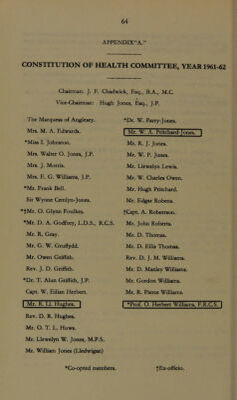 64
APPENDIX "A."
CONSTITUTION OF HEALTH COMMITTEE, YEAR 1961-62
Chairman: J. F. Chadwick, Esq., B.A., M.C.
Vice-Chairman: Hugh Jones, Esq., J.P.
The Marquess of Anglesey.
Mrs. M. A. Edwards.
*Miss I. Johnston.
Mrs. Walter O. Jones, J.P.
Mrs. J. Morris.
Mrs. E. G. Williams, J.P.
*Mr. Frank Bell.
Sir Wynne Cemlyn-Jones.
*†Mr. O. Glynn Foulkes.
*Mr. D. A. Godfrey, L.D.S., R.C.S.
Mr. R. Gray.
Mr. G. W. Gruffydd.
Mr. Owen Griffith.
Rev. J. D. Griffith.
*Dr. T. Alun Griffith, J.P.
Capt. W. Eilian Herbert.
Mr. E. Ll. Hughes.
Rev. D. R. Hughes.
Mr. O. T. L. Huws.
Mr. Llewelyn W. Jones, M.P.S.
Mr. William Jones (Lledwigan)
*Dr. W. Parry-Jones.
Mr. W. A. Pritchard-Jones.
Mr. R. J. Jones.
Mr. W. P. Jones.
Mr. Llewelyn Lewis.
Mr. W. Charles Owen.
Mr. Hugh Pritchard.
Mr. Edgar Roberts.
†Capt. A. Robertson.
Mr. John Roberts.
Mr. D. Thomas.
Mr. D. Ellis Thomas.
Rev. D. J. M. Williams.
Mr. D. Manley Williams.
Mr. Gordon Williams.
Mr. R. Pierce Williams.
*Prof. O. Herbert Williams, F.R.C.S.
*Co-opted members.
†Ex-officio.